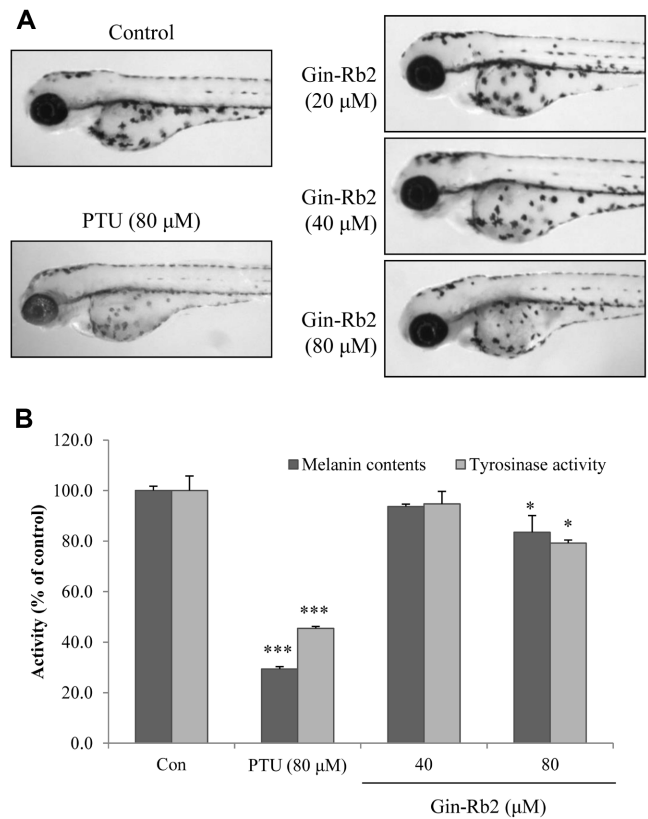 A
Control
PTU (80 μM)
Gin-Rb2
(20 μM)
Gin-Rb2
(40 μM)
Gin-Rb2
(80 μM)
B
120.0
100.0
80.0
60.0
40.0
20.0
0.0
Activity (% of control)
Melanin contents
Tyrosinase activity
***
***
*
*
Con
PTU (80 μM)
40
80
Gin-Rb2 (μM)